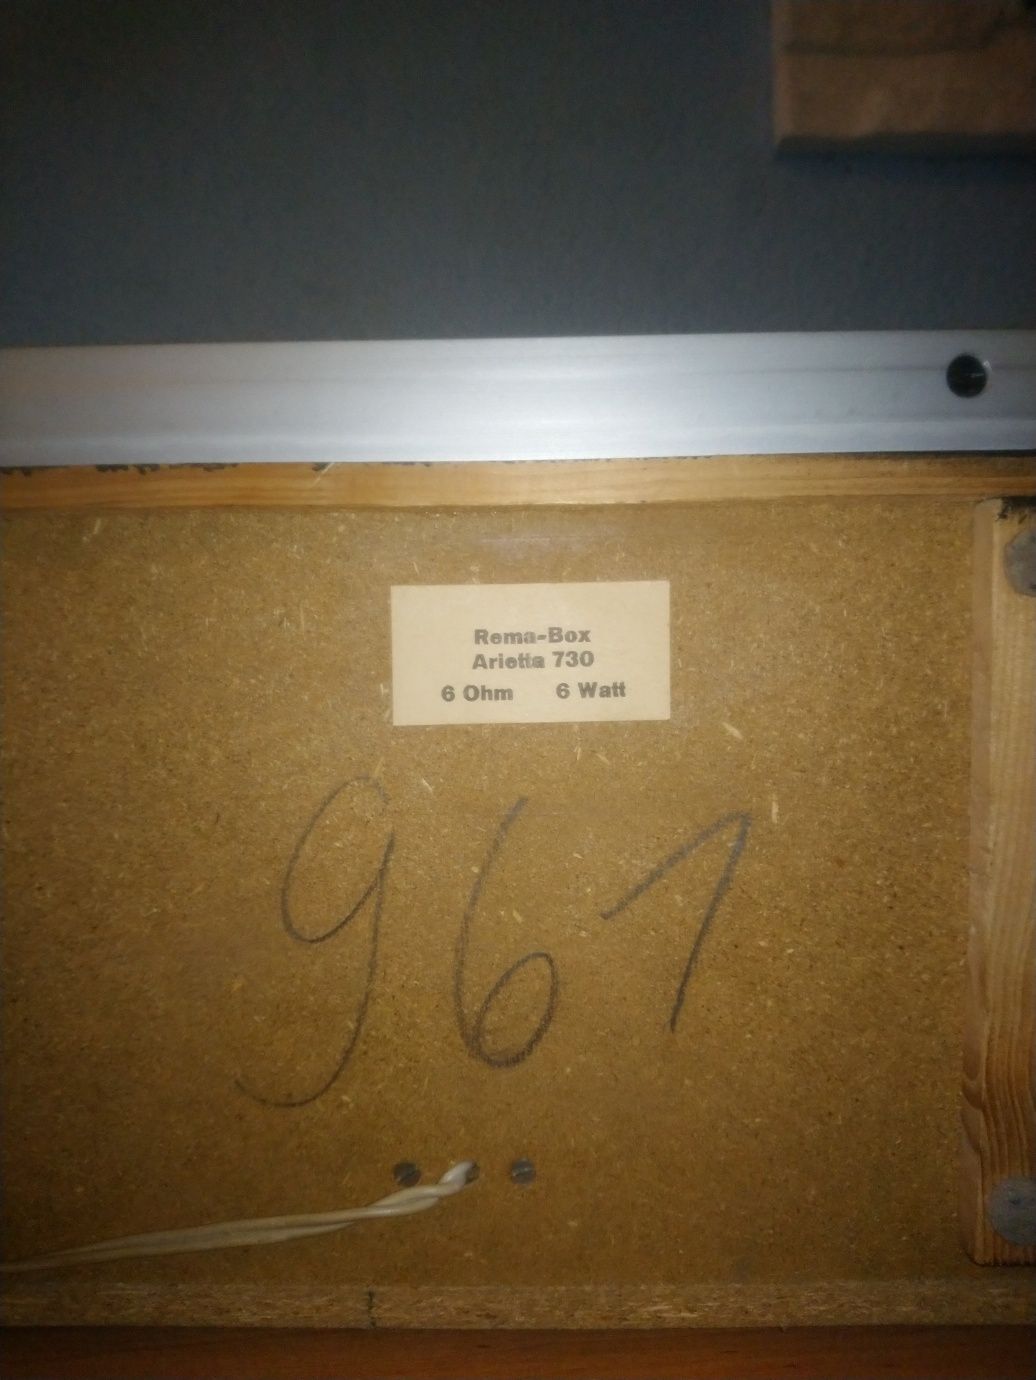 Rema-Box
Arietta 730
6 Ohm 6 Watt
961